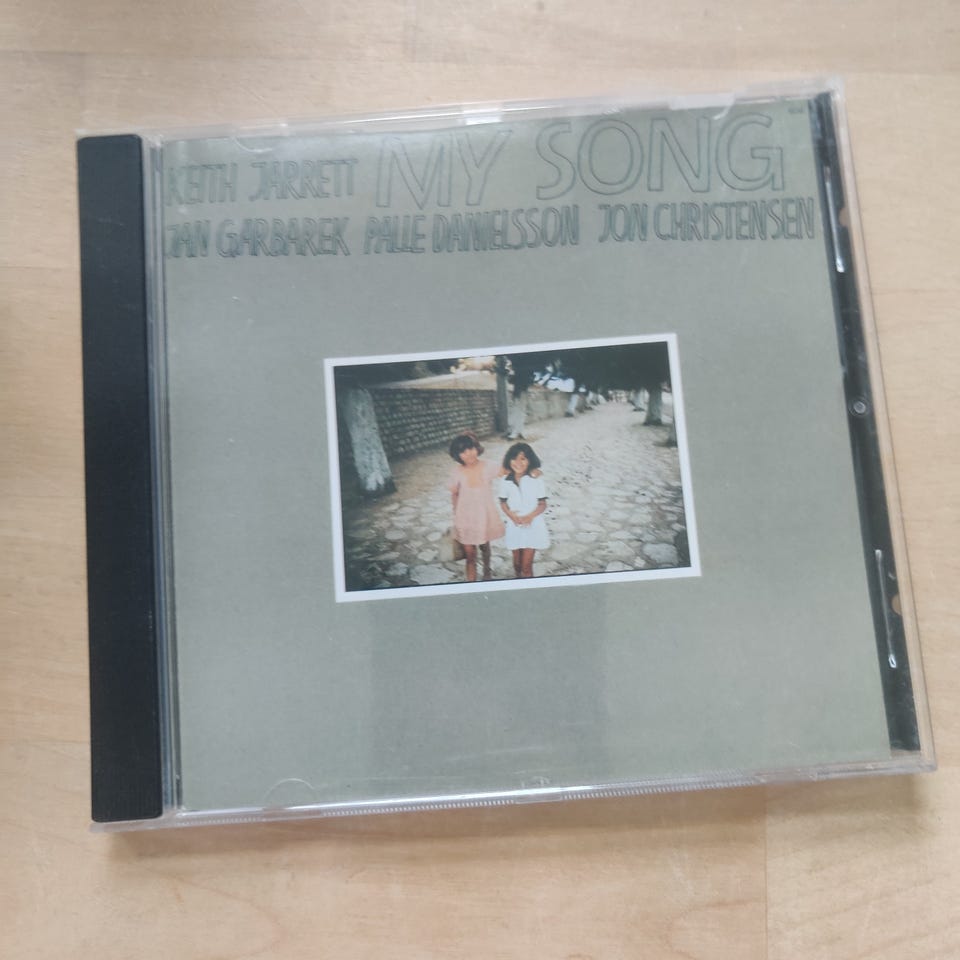 KEITH JARRETT MY SONG
JAN GARBAREK PALLE DANIELSSON JON CHRISTENSEN